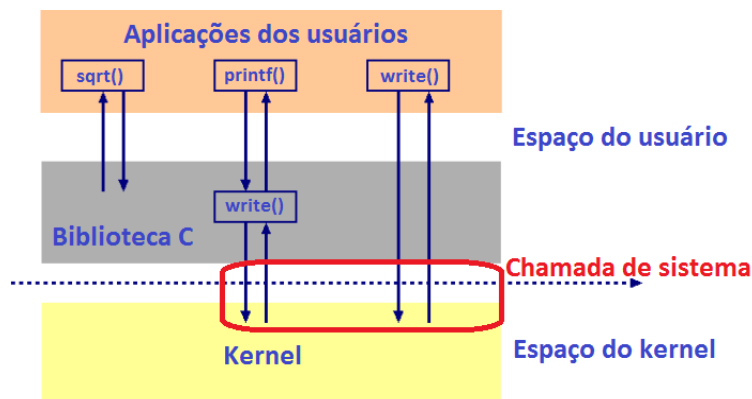 Aplicações dos usuários
sqrt()
printf()
write()
Espaço do usuário
write()
Biblioteca C
Chamada de sistema
Kernel
Espaço do kernel